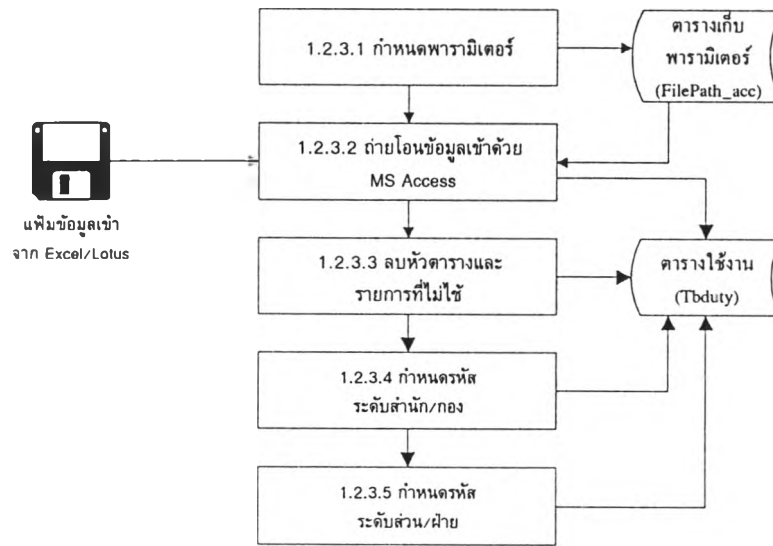 1.2.3.1 กำหนดพารามิเตอร์
ตารางเก็บ
พารามิเตอร์
(FilePath_acc)
1.2.3.2 ถ่ายโอนข้อมูลเข้าด้วย
MS Access
แฟ้มข้อมูลเข้า
จาก Excel/Lotus
1.2.3.3 ลบหัวตารางและ
รายการที่ไม่ใช้
ตารางใช้งาน
(Tbduty)
1.2.3.4 กำหนดรหัส
ระดับสำนัก/กอง
1.2.3.5 กำหนดรหัส
ระดับส่วน/ฝ่าย